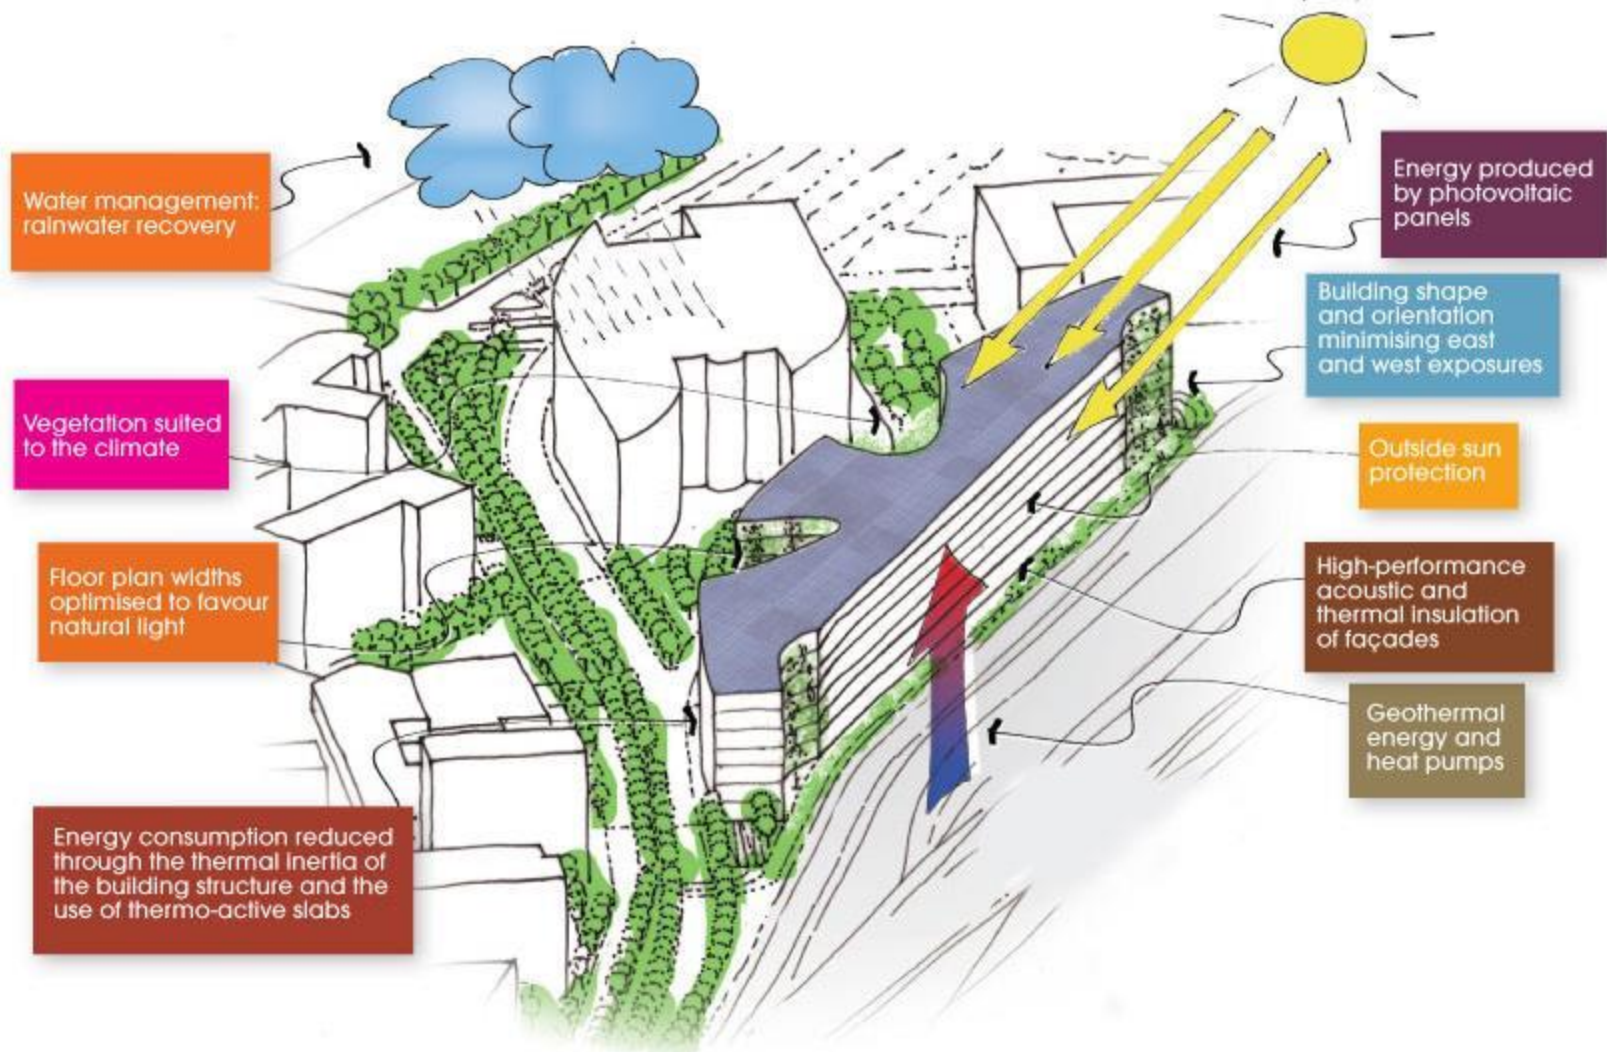 Water management:
rainwater recovery
Vegetation suited
to the climate
Floor plan widths
optimised to favour
natural light
Energy consumption reduced
through the thermal inertia of
the building structure and the
use of thermo-active slabs
Energy produced
by photovoltaic
panels
Building shape
and orientation
minimising east
and west exposures
Outside sun
protection
High-performance
acoustic and
thermal insulation
of façades
Geothermal
energy and
heat pumps